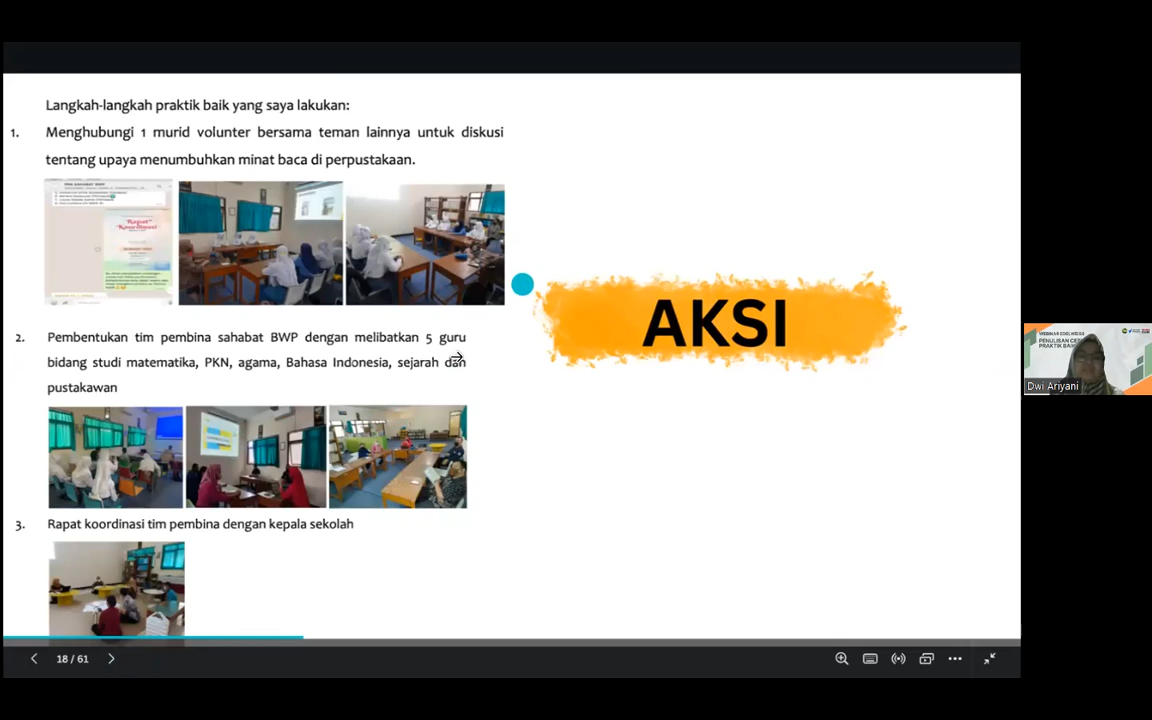 Langkah-langkah praktik baik yang saya lakukan:
1. Menghubungi 1 murid volunter bersama teman lainnya untuk diskusi
tentang upaya menumbuhkan minat baca di perpustakaan.
"Rapat
Koordinasi
AKSI
2. Pembentukan tim pembina sahabat BWP dengan melibatkan 5 guru
bidang studi matematika, PKN, agama, Bahasa Indonesia, sejarah dan
pustakawan
3. Rapat koordinasi tim pembina dengan kepala sekolah
WEBINAR EDELWEISS
Dwi Ariyani
18 / 61